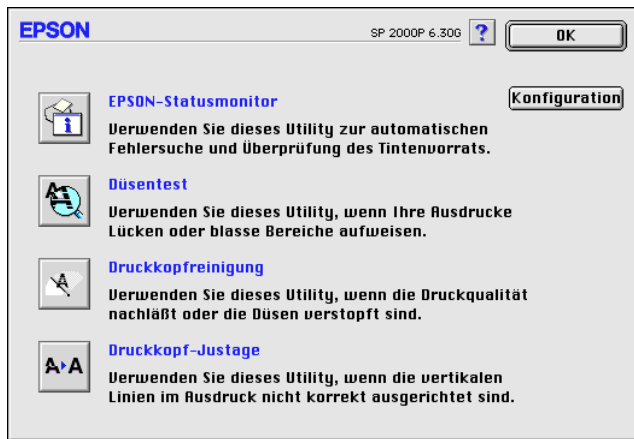 EPSON
SP 2000P 6.30G
?
OK
Konfiguration
EPSON-Statusmonitor
Verwenden Sie dieses Utility zur automatischen
Fehlersuche und Überprüfung des Tintenvorrats.
Düsentest
Verwenden Sie dieses Utility, wenn Ihre Ausdrucke
Lücken oder blasse Bereiche aufweisen.
Druckkopfreinigung
Verwenden Sie dieses Utility, wenn die Druckqualität
nachläßt oder die Düsen verstopft sind.
Druckkopf-Justage
Verwenden Sie dieses Utility, wenn die vertikalen
Linien im Ausdruck nicht korrekt ausgerichtet sind.